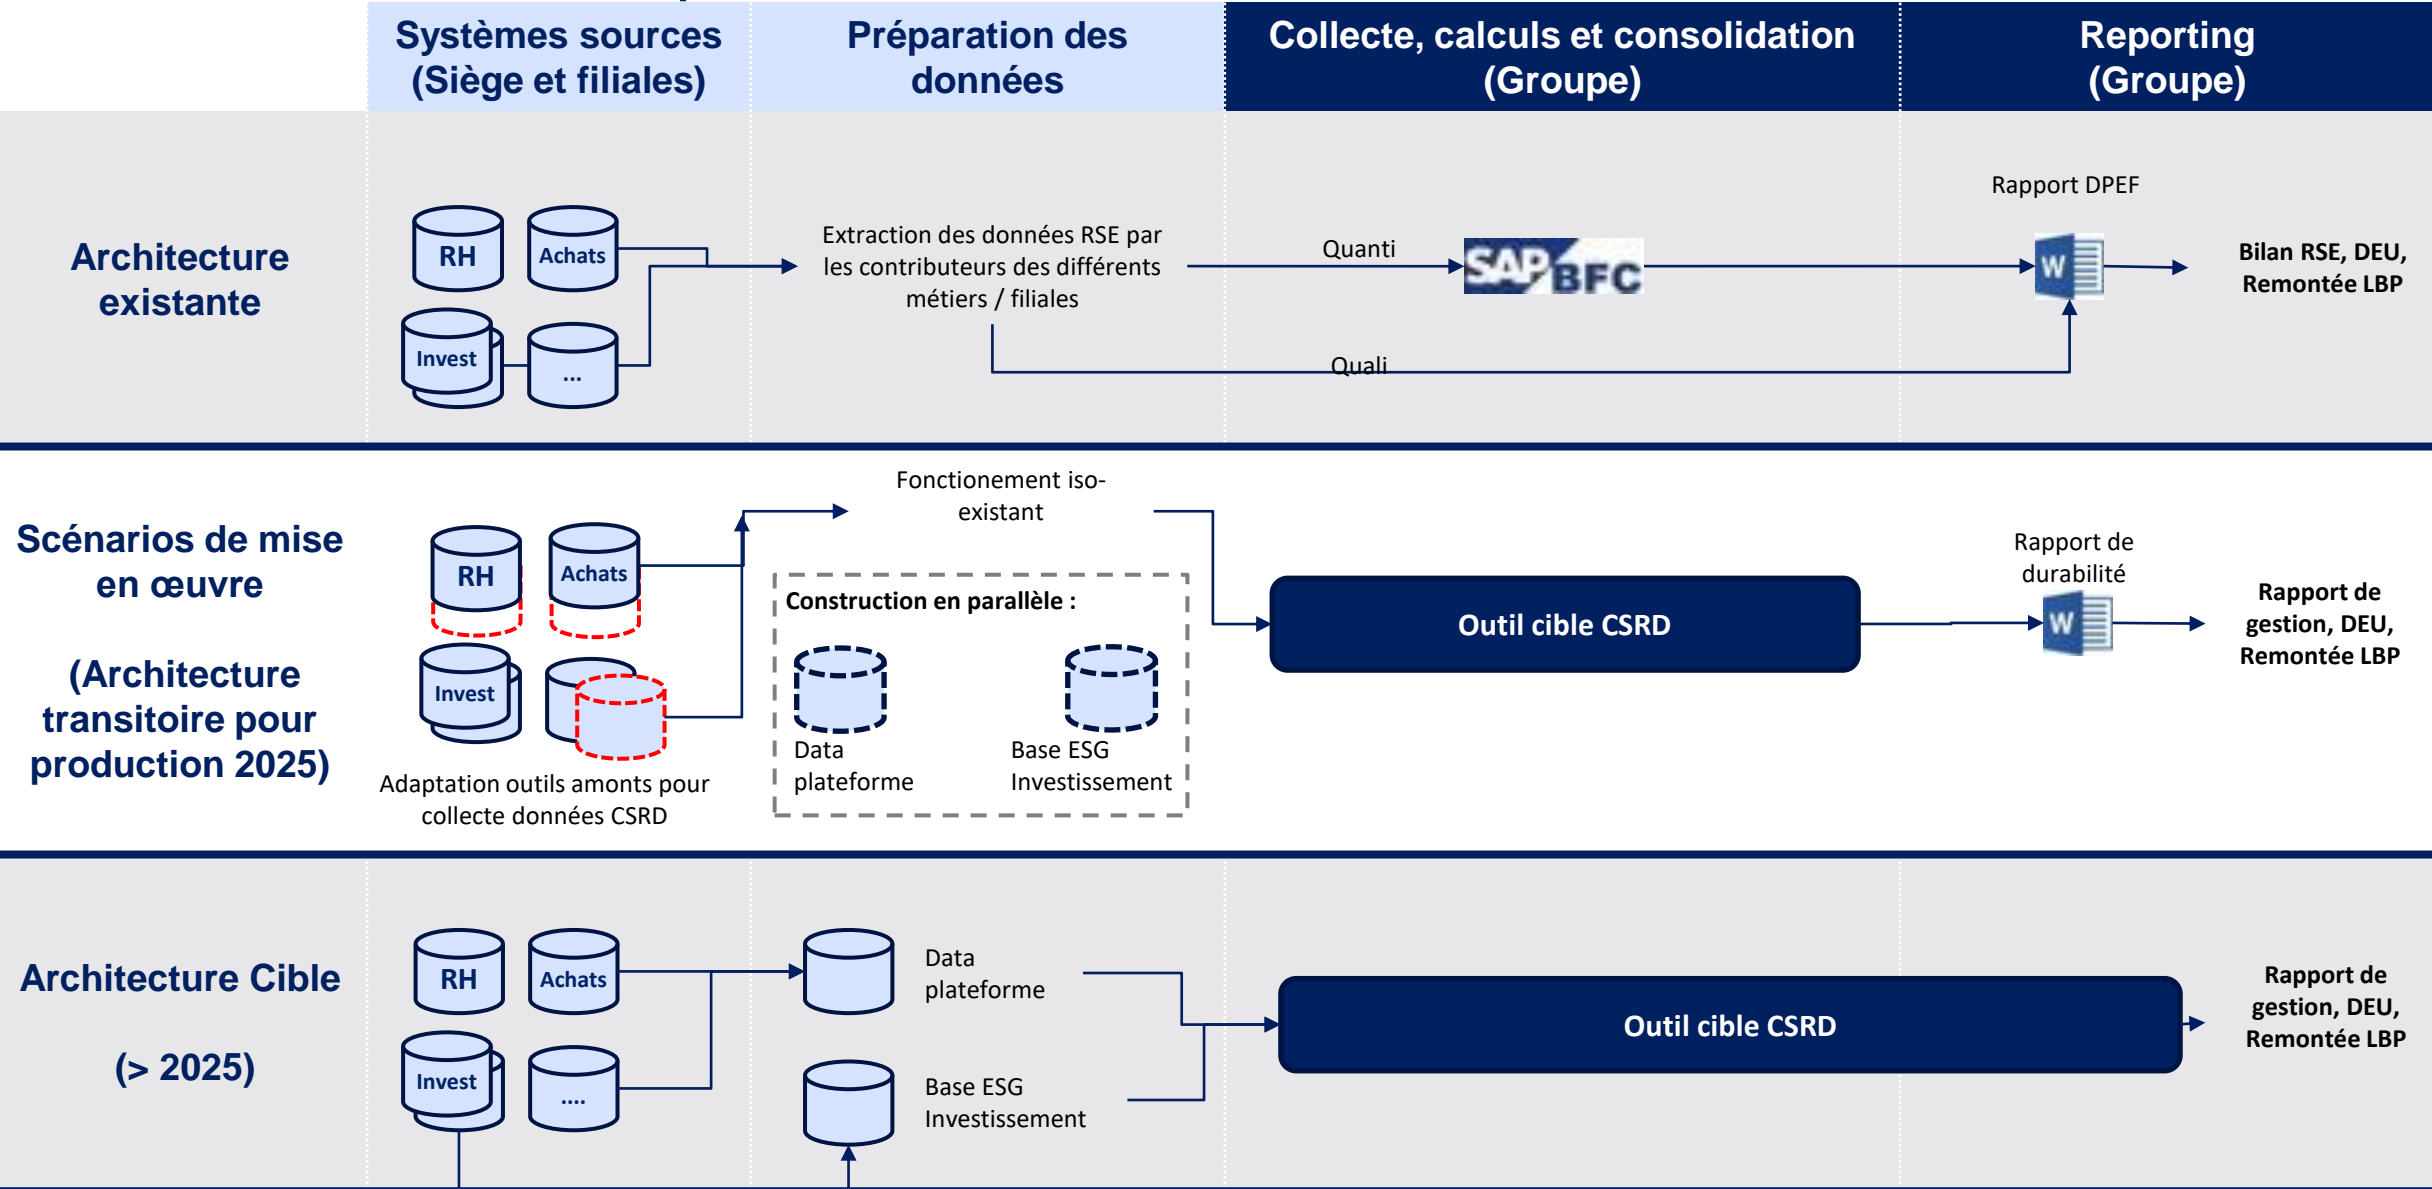 Systèmes sources
(Siège et filiales)
Préparation des
données
Collecte, calculs et consolidation
(Groupe)
Reporting
(Groupe)
Architecture
existante
RH
Achats
Invest
...
Extraction des données RSE par
les contributeurs des différents
métiers / filiales
Quanti
SAP BFC
Quali
Rapport DPEF
W
Bilan RSE, DEU,
Remontée LBP
Scénarios de mise
en œuvre
(Architecture
transitoire pour
production 2025)
RH
Achats
Invest
Adaptation outils amonts pour
collecte données CSRD
Fonctionement iso-
existant
Construction en parallèle :
Data
plateforme
Base ESG
Investissement
Outil cible CSRD
Rapport de
durabilité
W
Rapport de
gestion, DEU,
Remontée LBP
Architecture Cible
(> 2025)
RH
Achats
Invest
....
Data
plateforme
Base ESG
Investissement
Outil cible CSRD
Rapport de
gestion, DEU,
Remontée LBP